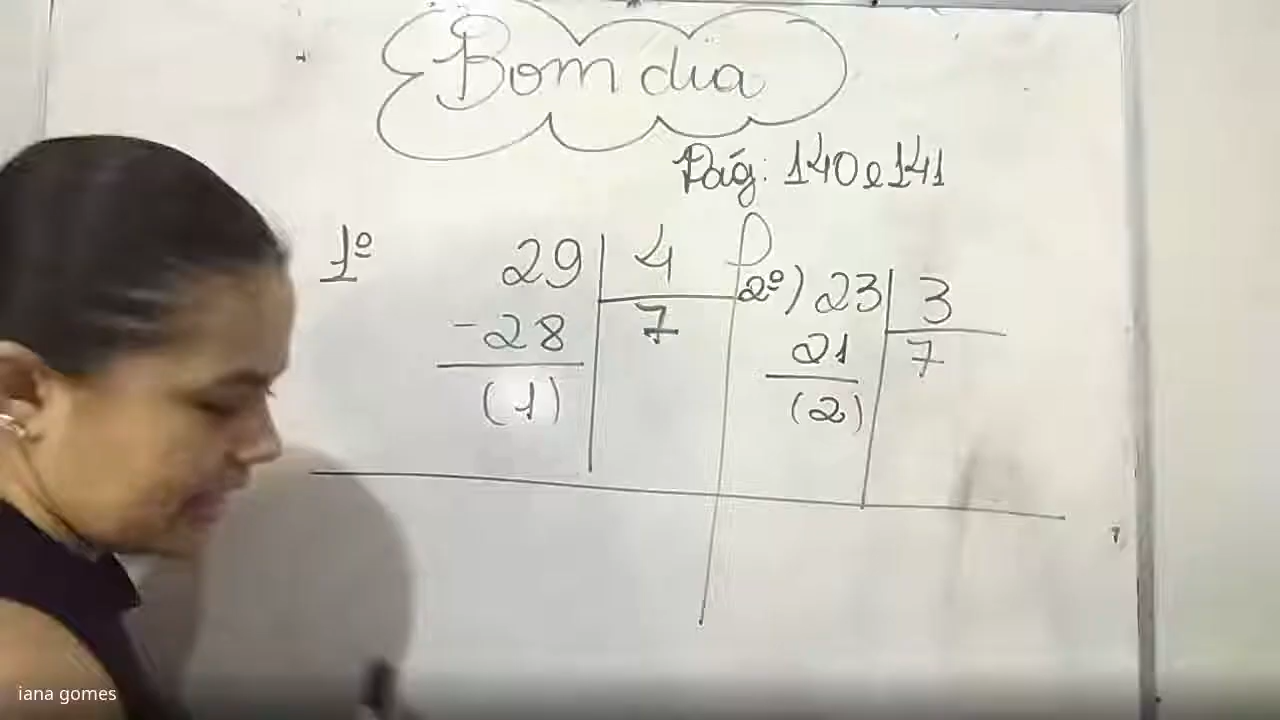 Bom dia
Pág: 140 e 141
1º
29 4
-28 7
(1)
2º) 23 3
21 7
(2)
iana gomes